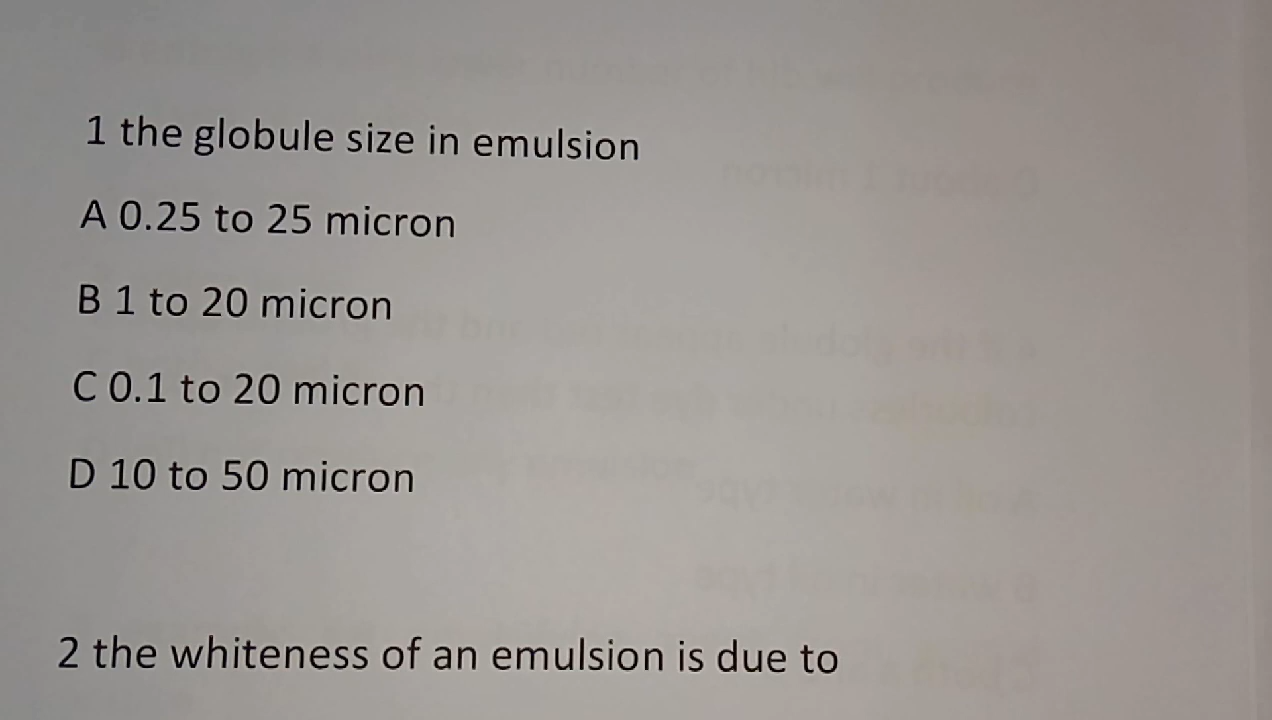 1 the globule size in emulsion
A 0.25 to 25 micron
B 1 to 20 micron
C 0.1 to 20 micron
D 10 to 50 micron
2 the whiteness of an emulsion is due to